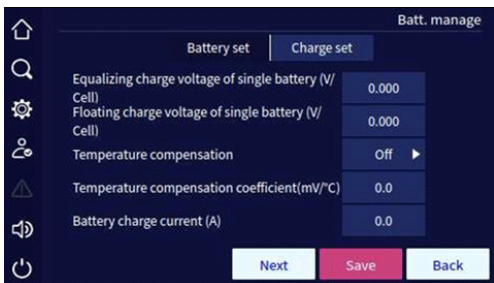 Batt. manage
Battery set
Charge set
Equalizing charge voltage of single battery (V/
Cell)
0.000
Floating charge voltage of single battery (V/
Cell)
0.000
Temperature compensation
Off
Temperature compensation coefficient(mV/°C)
0.0
Battery charge current (A)
0.0
Next
Save
Back